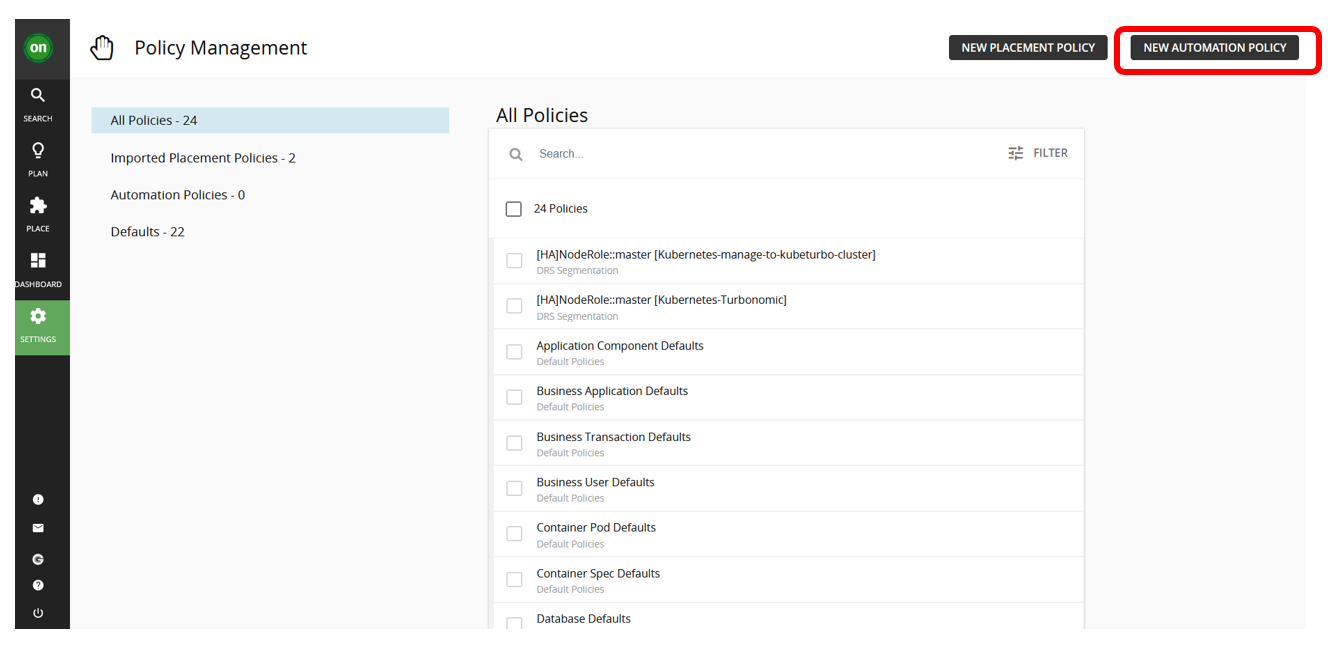 on
Policy Management
NEW PLACEMENT POLICY
NEW AUTOMATION POLICY
SEARCH
PLAN
PLACE
DASHBOARD
SETTINGS
All Policies - 24
Imported Placement Policies - 2
Automation Policies - 0
Defaults - 22
All Policies
Search...
FILTER
24 Policies
[HA]NodeRole::master [Kubernetes-manage-to-kubeturbo-cluster]
DRS Segmentation
[HA]NodeRole::master [Kubernetes-Turbonomic]
DRS Segmentation
Application Component Defaults
Default Policies
Business Application Defaults
Default Policies
Business Transaction Defaults
Default Policies
Business User Defaults
Default Policies
Container Pod Defaults
Default Policies
Container Spec Defaults
Default Policies
Database Defaults